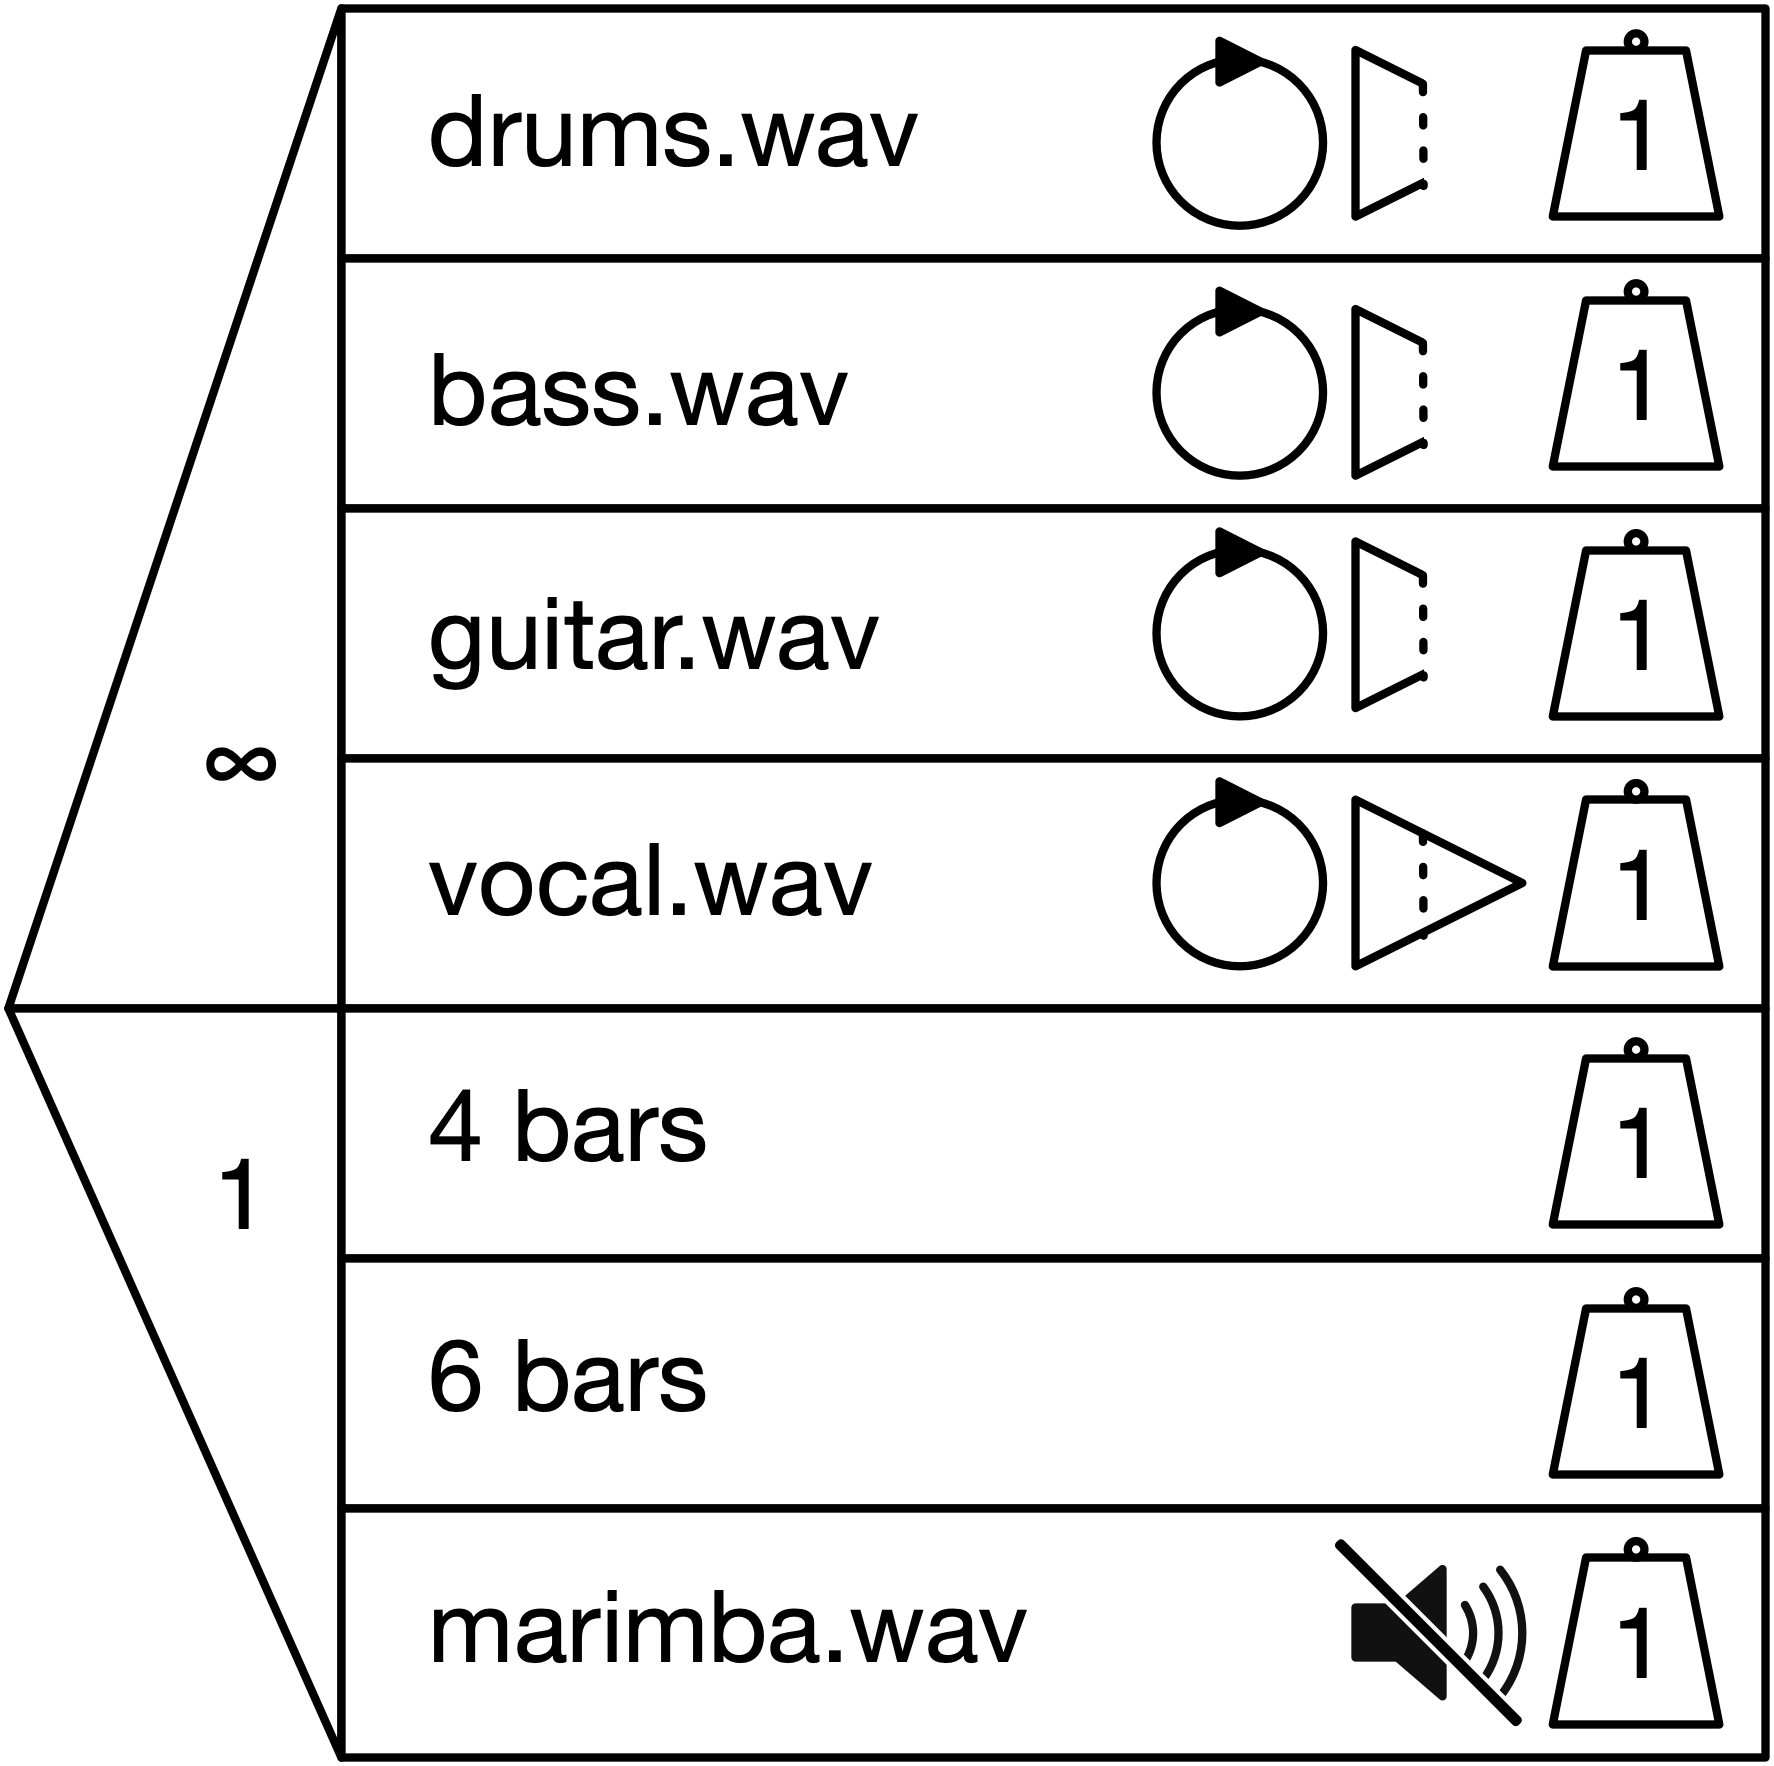 drums.wav 1
bass.wav 1
guitar.wav 1
∞
vocal.wav 1
4 bars 1
1
6 bars 1
marimba.wav 1